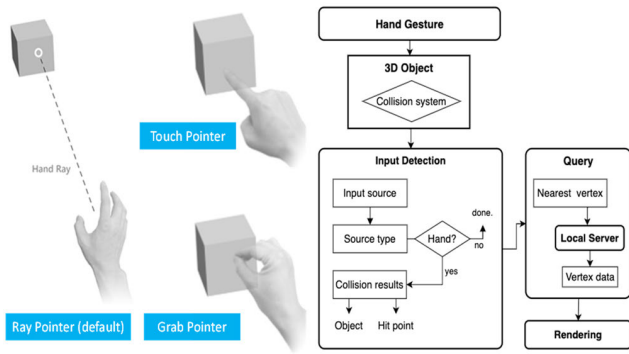 Hand Ray
Ray Pointer (default)
Touch Pointer
Grab Pointer
Hand Gesture
3D Object
Collision system
Input Detection
Input source
Source type
Hand?
done.
no
yes
Collision results
Object
Hit point
Query
Nearest vertex
Local Server
Vertex data
Rendering